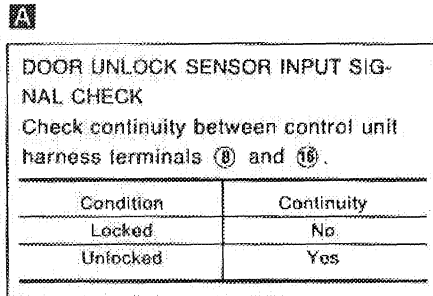 A
DOOR UNLOCK SENSOR INPUT SIG-
NAL CHECK
Check continuity between control unit
harness terminals ⑧ and ⑯.
Condition Continuity
Locked No
Unlocked Yes